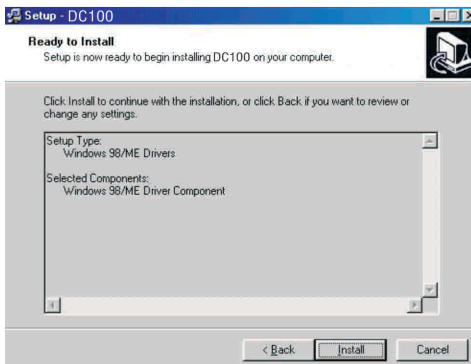 Setup - DC100
Ready to Install
Setup is now ready to begin installing DC100 on your computer.
Click Install to continue with the installation, or click Back if you want to review or
change any settings.
Setup Type:
Windows 98/ME Drivers
Selected Components:
Windows 98/ME Driver Component
< Back
Install
Cancel